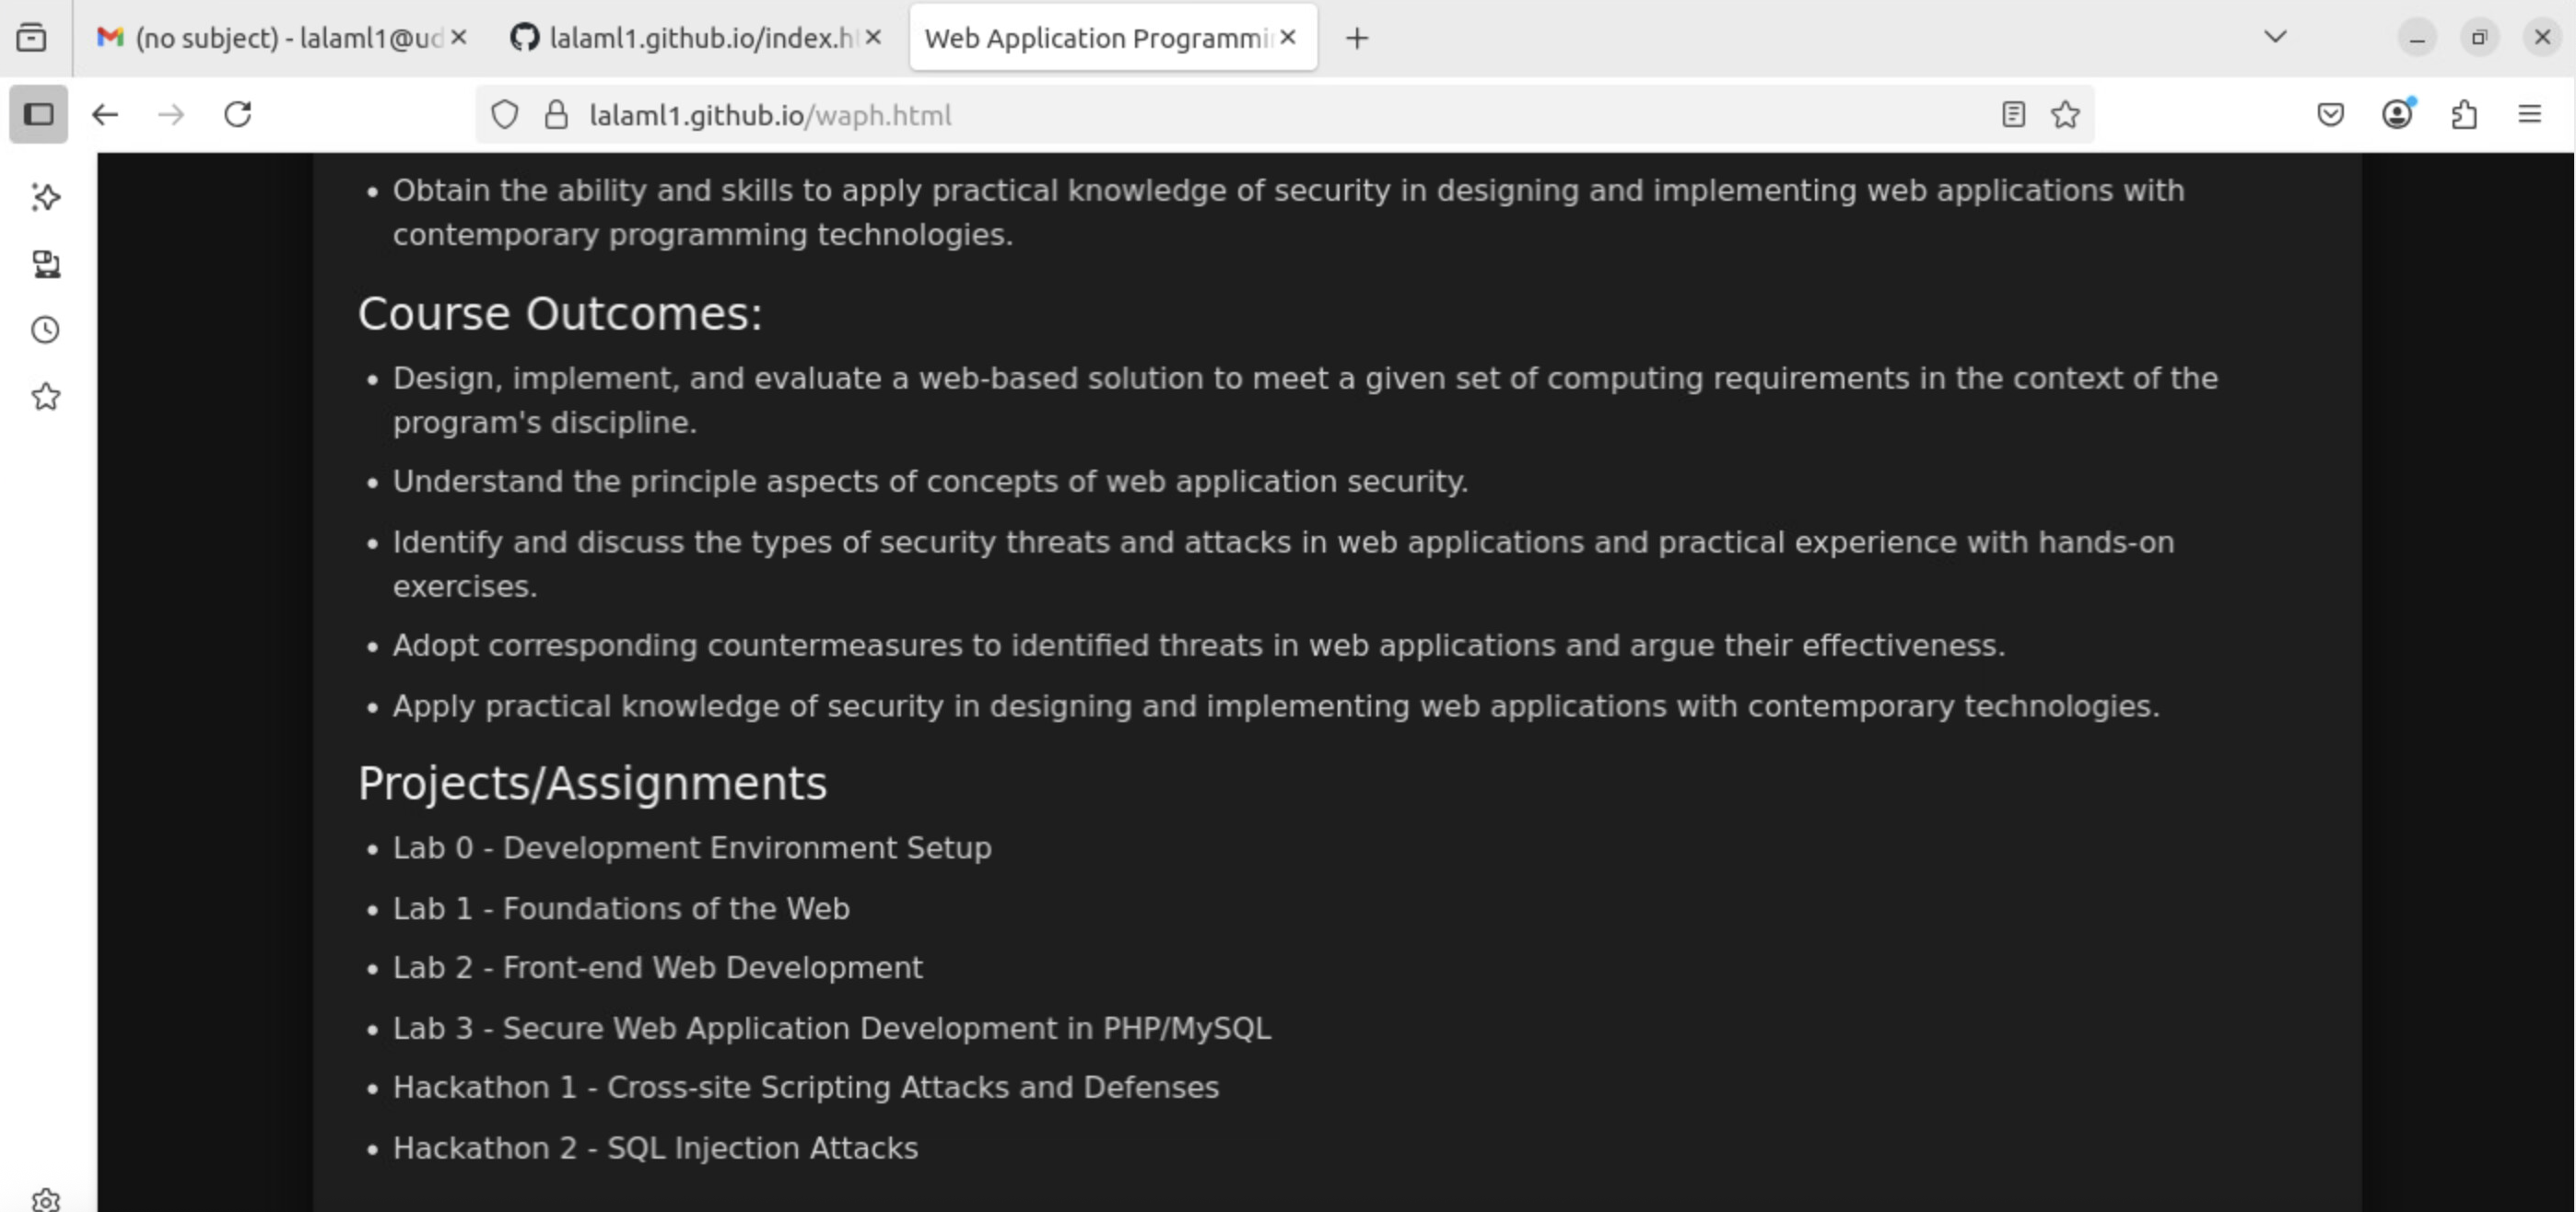 (no subject) - lalaml1@ud
lalaml1.github.io/index.ht
Web Application Programmi
lalaml1.github.io/waph.html
• Obtain the ability and skills to apply practical knowledge of security in designing and implementing web applications with
contemporary programming technologies.
Course Outcomes:
• Design, implement, and evaluate a web-based solution to meet a given set of computing requirements in the context of the
program's discipline.
• Understand the principle aspects of concepts of web application security.
• Identify and discuss the types of security threats and attacks in web applications and practical experience with hands-on
exercises.
• Adopt corresponding countermeasures to identified threats in web applications and argue their effectiveness.
• Apply practical knowledge of security in designing and implementing web applications with contemporary technologies.
Projects/Assignments
• Lab 0 - Development Environment Setup
• Lab 1 - Foundations of the Web
• Lab 2 - Front-end Web Development
• Lab 3 - Secure Web Application Development in PHP/MySQL
• Hackathon 1 - Cross-site Scripting Attacks and Defenses
• Hackathon 2 - SQL Injection Attacks